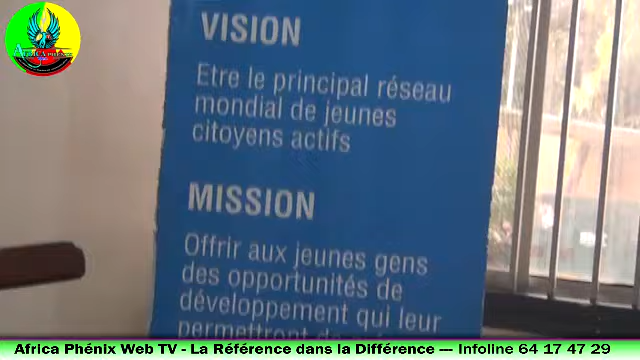 VISION
Etre le principal réseau
mondial de jeunes
citoyens actifs
MISSION
Offrir aux jeunes gens
des opportunités de
développement qui leur
permettront
Africa Phénix Web TV - La Référence dans la Différence — Infoline 64 17 47 29